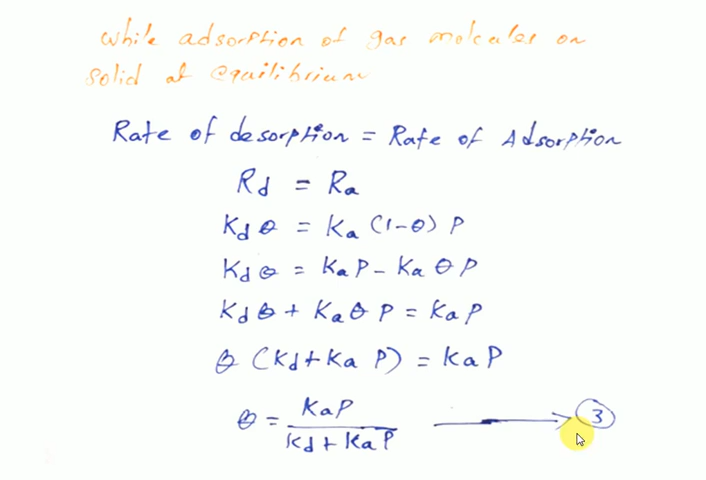 while adsorption of gas molcules on
solid at equilibrium
Rate of desorption = Rate of Adsorption
Rd = Ra
Kd θ = Ka (1-θ) P
Kd θ = Ka P - Ka θ P
Kd θ + Ka θ P = Ka P
θ (Kd + Ka P) = Ka P
θ = Ka P / Kd + Ka P → 3